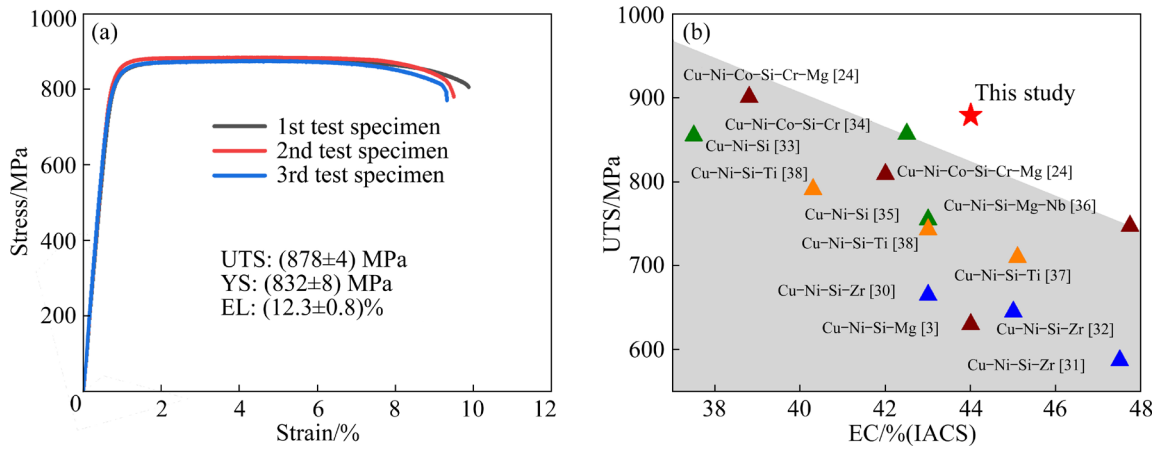 (a)
1000
800
600
400
200
0
2
4
6
8
10
12
Stress/MPa
Strain/%
1st test specimen
2nd test specimen
3rd test specimen
UTS: (878±4) MPa
YS: (832±8) MPa
EL: (12.3±0.8)%
(b)
1000
900
800
700
600
38
40
42
44
46
48
UTS/MPa
EC/%(IACS)
This study
Cu−Ni−Co−Si−Cr−Mg [24]
Cu−Ni−Co−Si−Cr [34]
Cu−Ni−Si [33]
Cu−Ni−Si−Ti [38]
Cu−Ni−Co−Si−Cr−Mg [24]
Cu−Ni−Si [35]
Cu−Ni−Si−Mg−Nb [36]
Cu−Ni−Si−Ti [38]
Cu−Ni−Si−Ti [37]
Cu−Ni−Si−Zr [30]
Cu−Ni−Si−Mg [3]
Cu−Ni−Si−Zr [32]
Cu−Ni−Si−Zr [31]